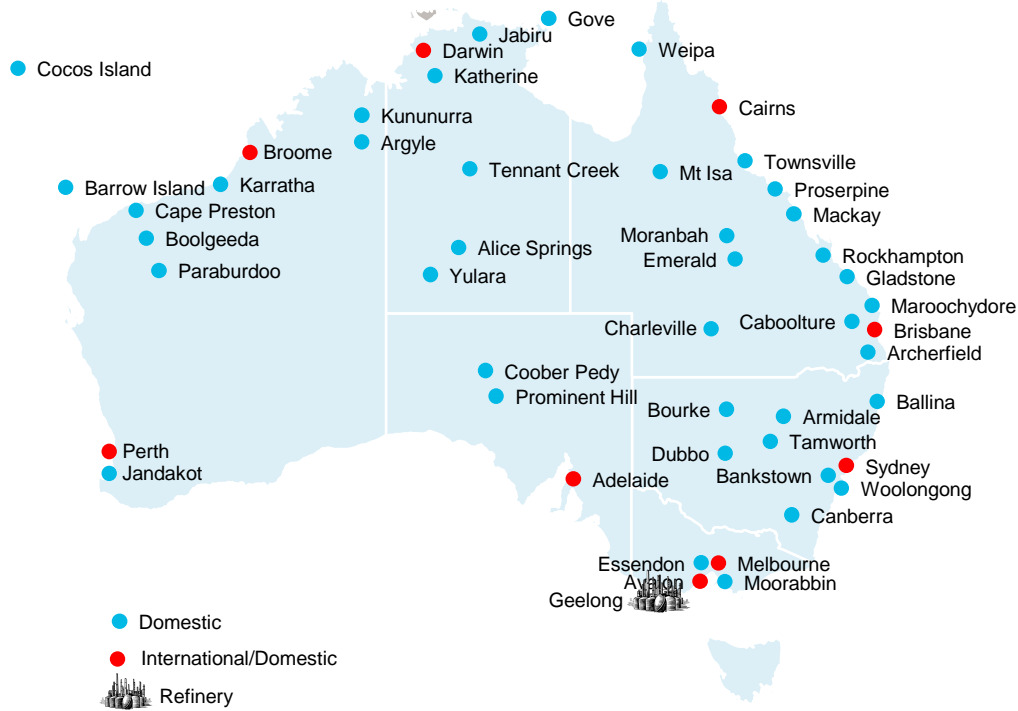 Gove
Jabiru
Darwin
Weipa
Cocos Island
Katherine
Cairns
Kununurra
Argyle
Broome
Townsville
Tennant Creek
Mt Isa
Barrow Island
Karratha
Proserpine
Cape Preston
Mackay
Boolgeeda
Moranbah
Alice Springs
Rockhampton
Emerald
Paraburdoo
Yulara
Gladstone
Maroochydore
Caboolture
Charleville
Brisbane
Archerfield
Coober Pedy
Prominent Hill
Ballina
Bourke
Armidale
Tamworth
Perth
Dubbo
Sydney
Jandakot
Bankstown
Adelaide
Woolongong
Canberra
Essendon
Melbourne
Avalon
Moorabbin
Geelong
Domestic
International/Domestic
Refinery